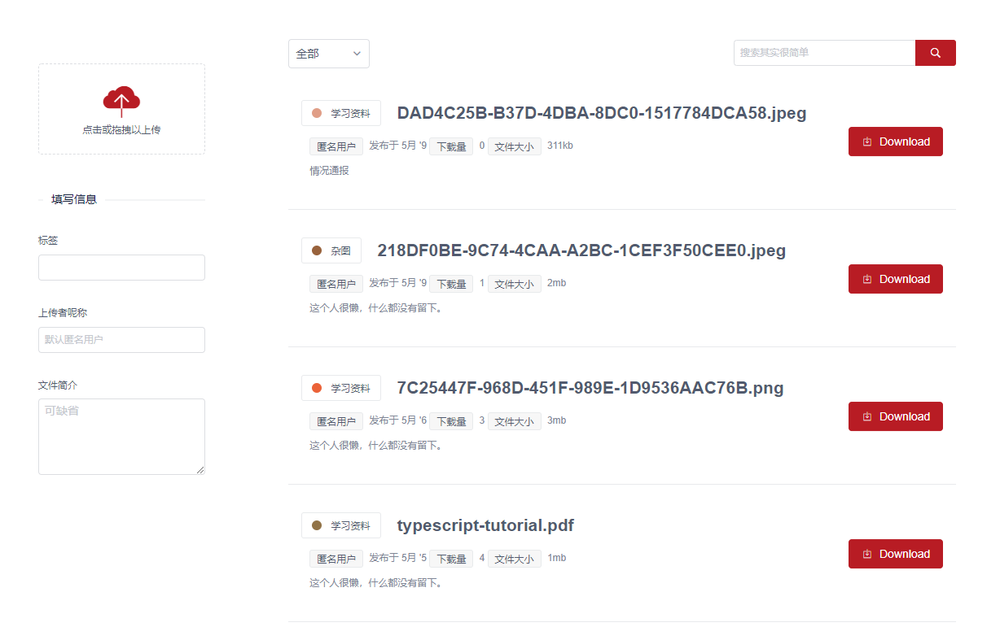 点击或拖拽以上传
填写信息
标签
上传者昵称
默认匿名用户
文件简介
可缺省
全部
搜索其实很简单
学习资料 DAD4C25B-B37D-4DBA-8DC0-1517784DCA58.jpeg
匿名用户 发布于 5月 '9 下载量 0 文件大小 311kb
情况通报
Download
杂图 218DF0BE-9C74-4CAA-A2BC-1CEF3F50CEE0.jpeg
匿名用户 发布于 5月 '9 下载量 1 文件大小 2mb
这个人很懒，什么都没有留下。
Download
学习资料 7C25447F-968D-451F-989E-1D9536AAC76B.png
匿名用户 发布于 5月 '6 下载量 3 文件大小 3mb
这个人很懒，什么都没有留下。
Download
学习资料 typescript-tutorial.pdf
匿名用户 发布于 5月 '5 下载量 4 文件大小 1mb
这个人很懒，什么都没有留下。
Download